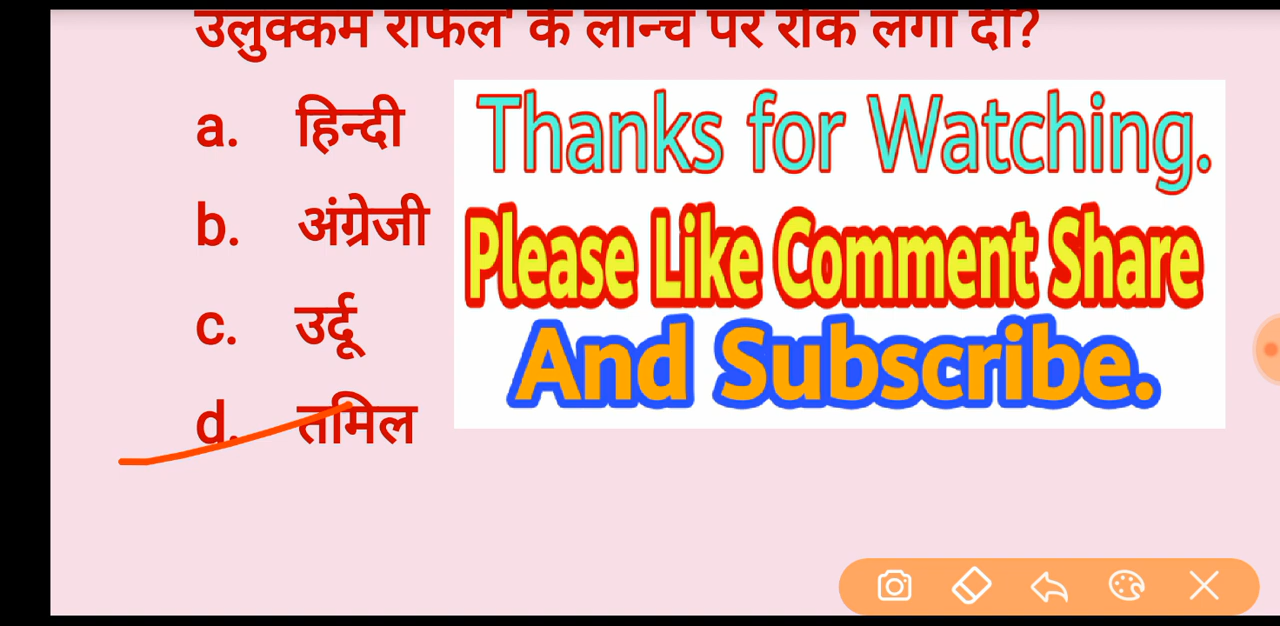 उलुक्कम राफेल' के लॉन्च पर रोक लगा दी?
a. हिन्दी
b. अंग्रेजी
c. उर्दू
d. तमिल
Thanks for Watching.
Please Like Comment Share
And Subscribe.